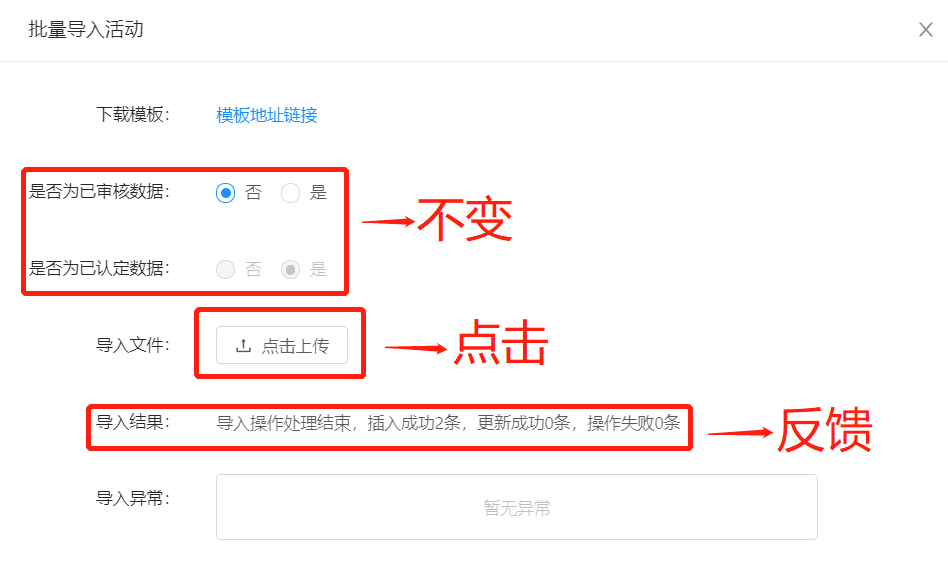 批量导入活动
下载模板： 模板地址链接
是否为已审核数据： 否 是
不变
是否为已认定数据： 否 是
导入文件： 点击上传
点击
导入结果： 导入操作处理结束，插入成功2条，更新成功0条，操作失败0条
反馈
导入异常： 暂无异常